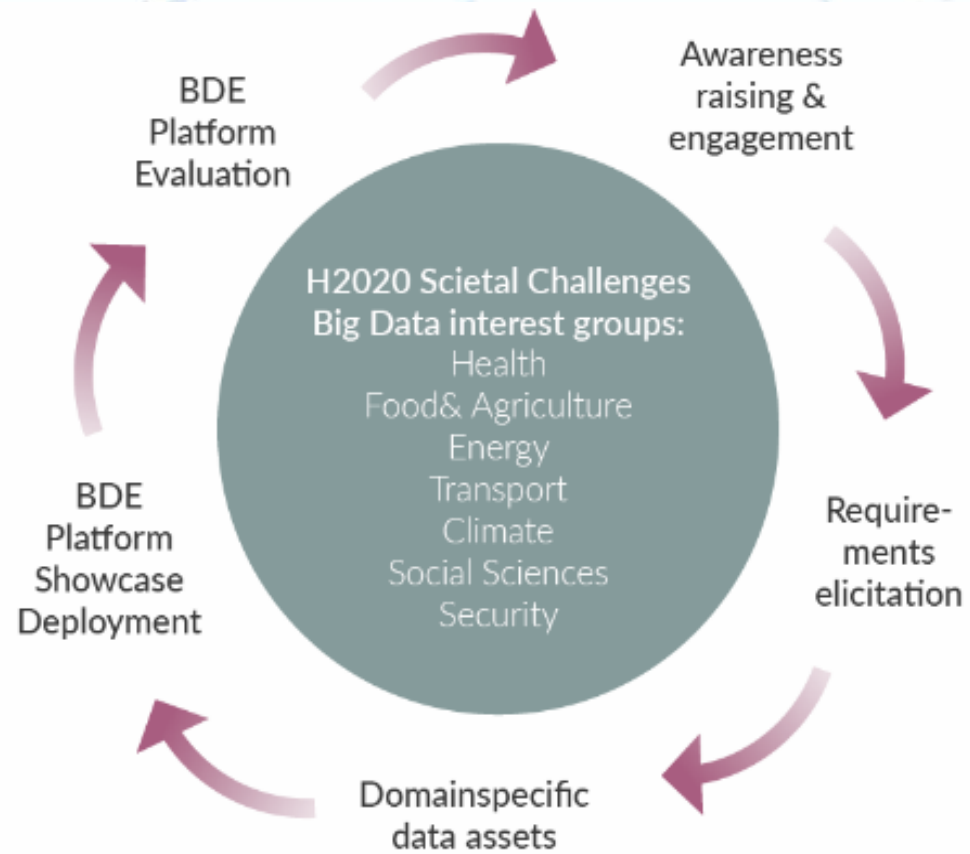 BDE
Platform
Evaluation
Awareness
raising &
engagement
H2020 Scietal Challenges
Big Data interest groups:
Health
Food& Agriculture
Energy
Transport
Climate
Social Sciences
Security
BDE
Platform
Showcase
Deployment
Require-
ments
elicitation
Domainspecific
data assets